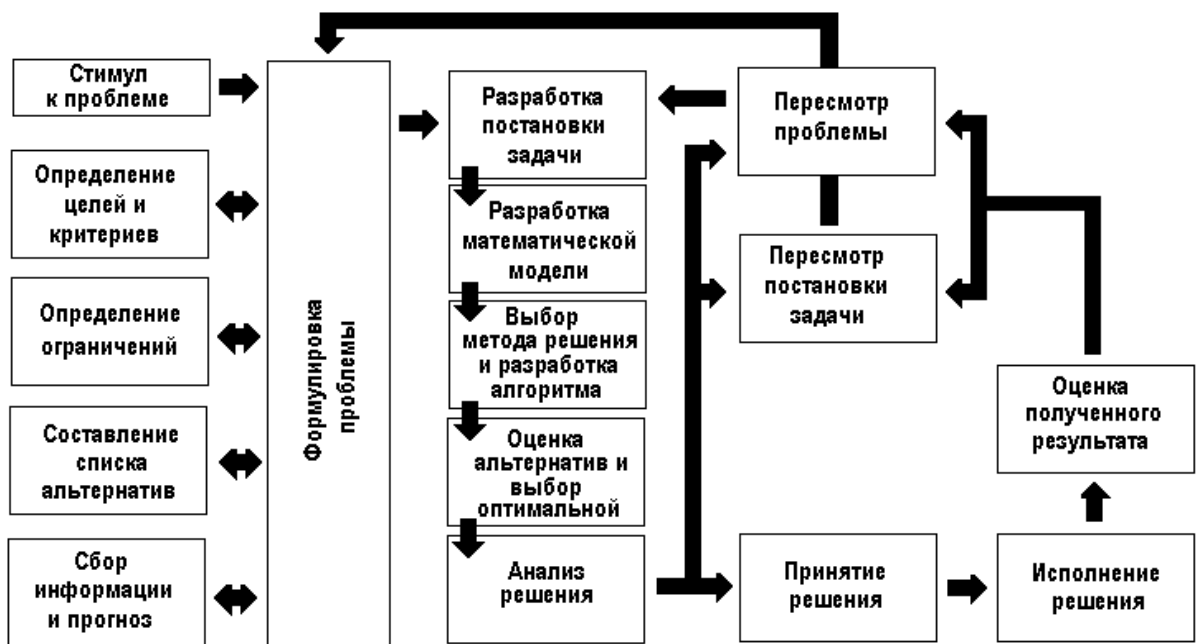 Стимул
к проблеме
Определение
целей и
критериев
Определение
ограничений
Составление
списка
альтернатив
Сбор
информации
и прогноз
Формулировка
проблемы
Разработка
постановки
задачи
Разработка
математической
модели
Выбор
метода решения
и разработка
алгоритма
Оценка
альтернатив и
выбор
оптимальной
Анализ
решения
Пересмотр
проблемы
Пересмотр
постановки
задачи
Принятие
решения
Исполнение
решения
Оценка
полученного
результата